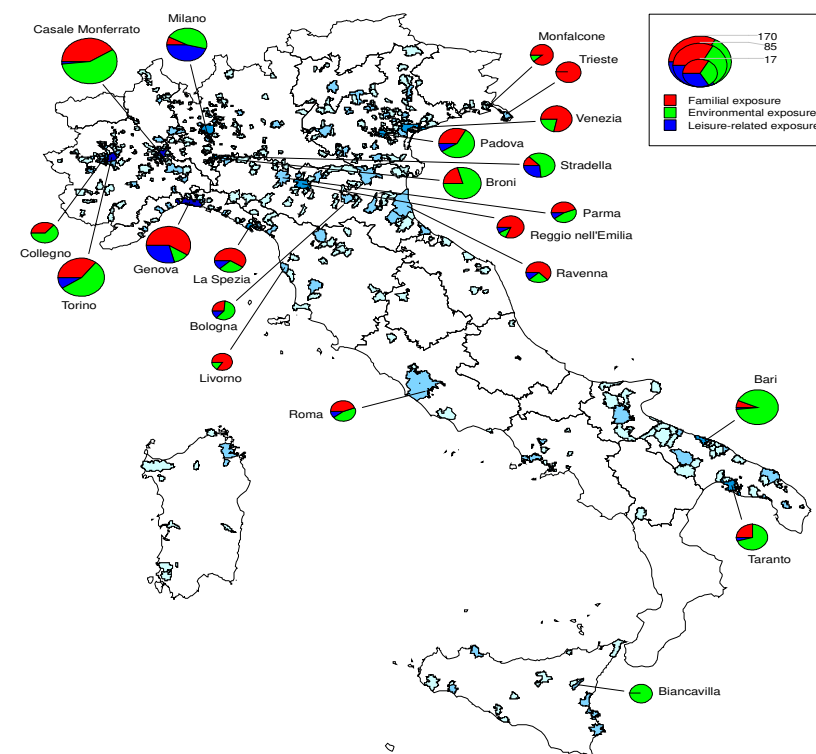 Milano
Casale Monferrato
Monfalcone
Trieste
Venezia
Padova
Stradella
Broni
Parma
Reggio nell'Emilia
Ravenna
Collegno
Genova
La Spezia
Torino
Bologna
Livorno
Roma
Bari
Taranto
Biancavilla
170
85
17
Familial exposure
Environmental exposure
Leisure-related exposure